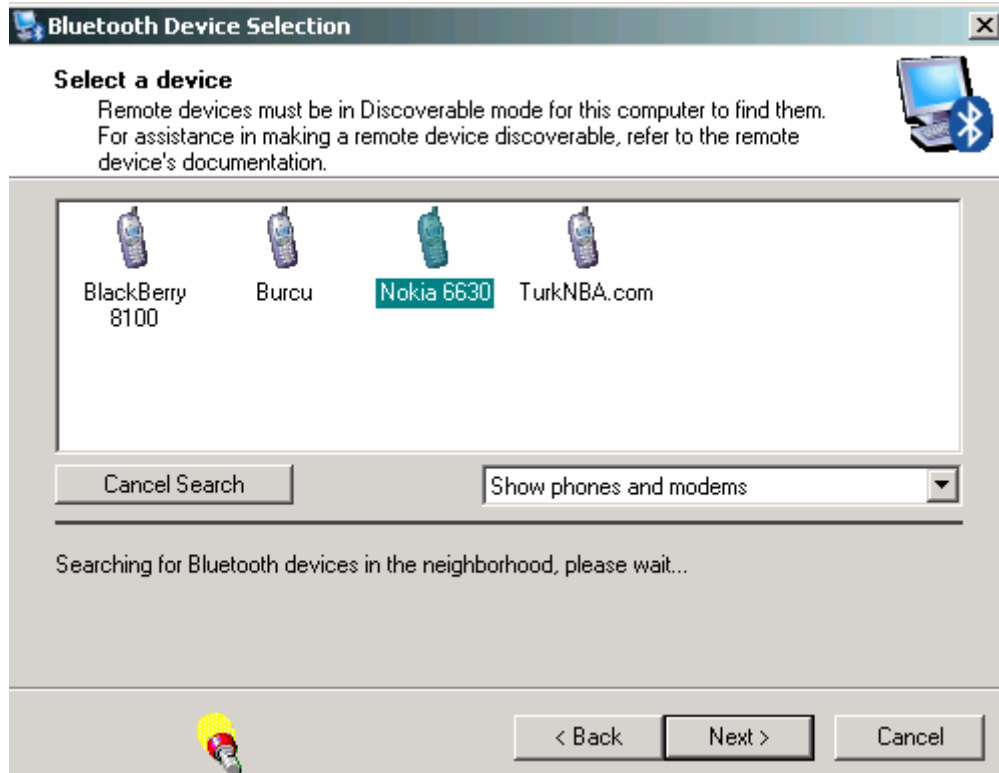 Bluetooth Device Selection
Select a device
Remote devices must be in Discoverable mode for this computer to find them.
For assistance in making a remote device discoverable, refer to the remote
device's documentation.
BlackBerry
8100
Burcu
Nokia 6630
TurkNBA.com
Cancel Search
Show phones and modems
Searching for Bluetooth devices in the neighborhood, please wait...
< Back
Next >
Cancel